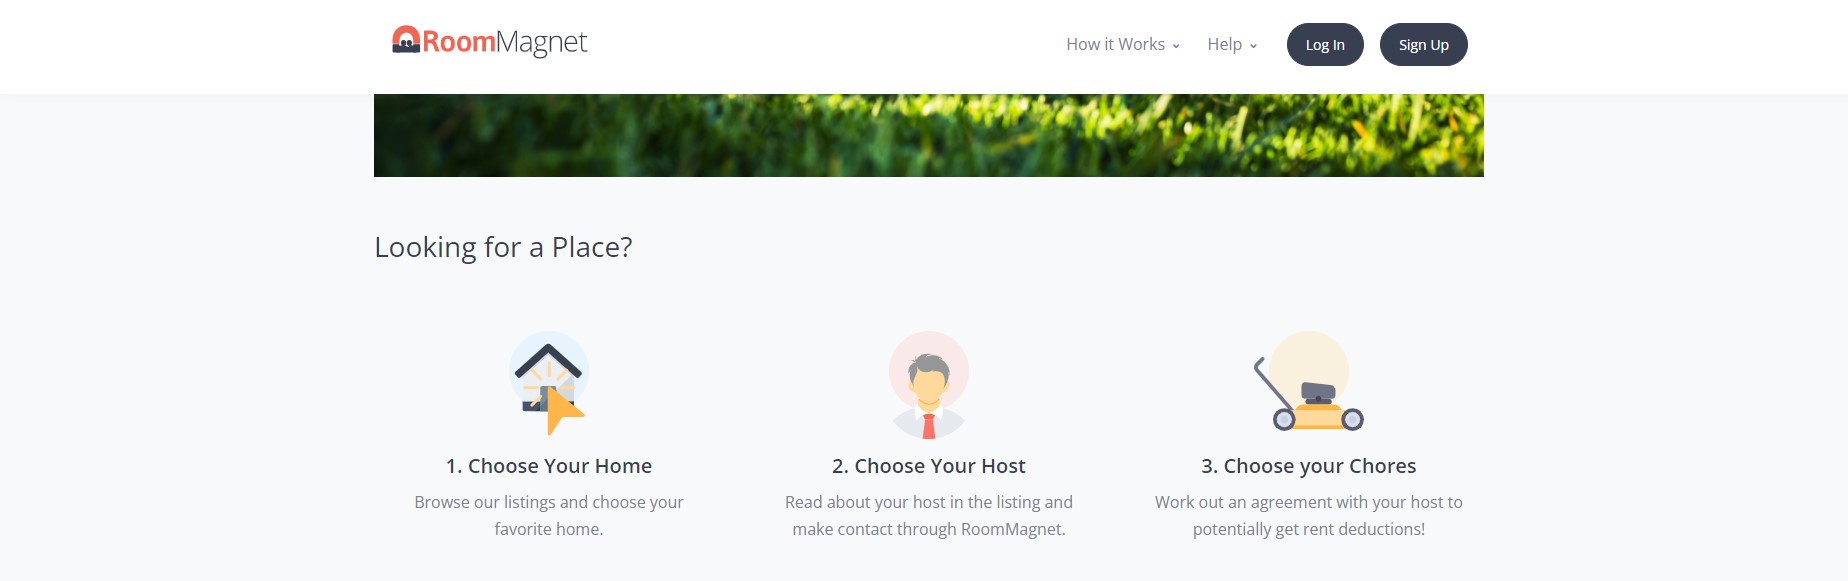 RoomMagnet
How it Works
Help
Log In
Sign Up
Looking for a Place?
1. Choose Your Home
Browse our listings and choose your
favorite home.
2. Choose Your Host
Read about your host in the listing and
make contact through RoomMagnet.
3. Choose your Chores
Work out an agreement with your host to
potentially get rent deductions!